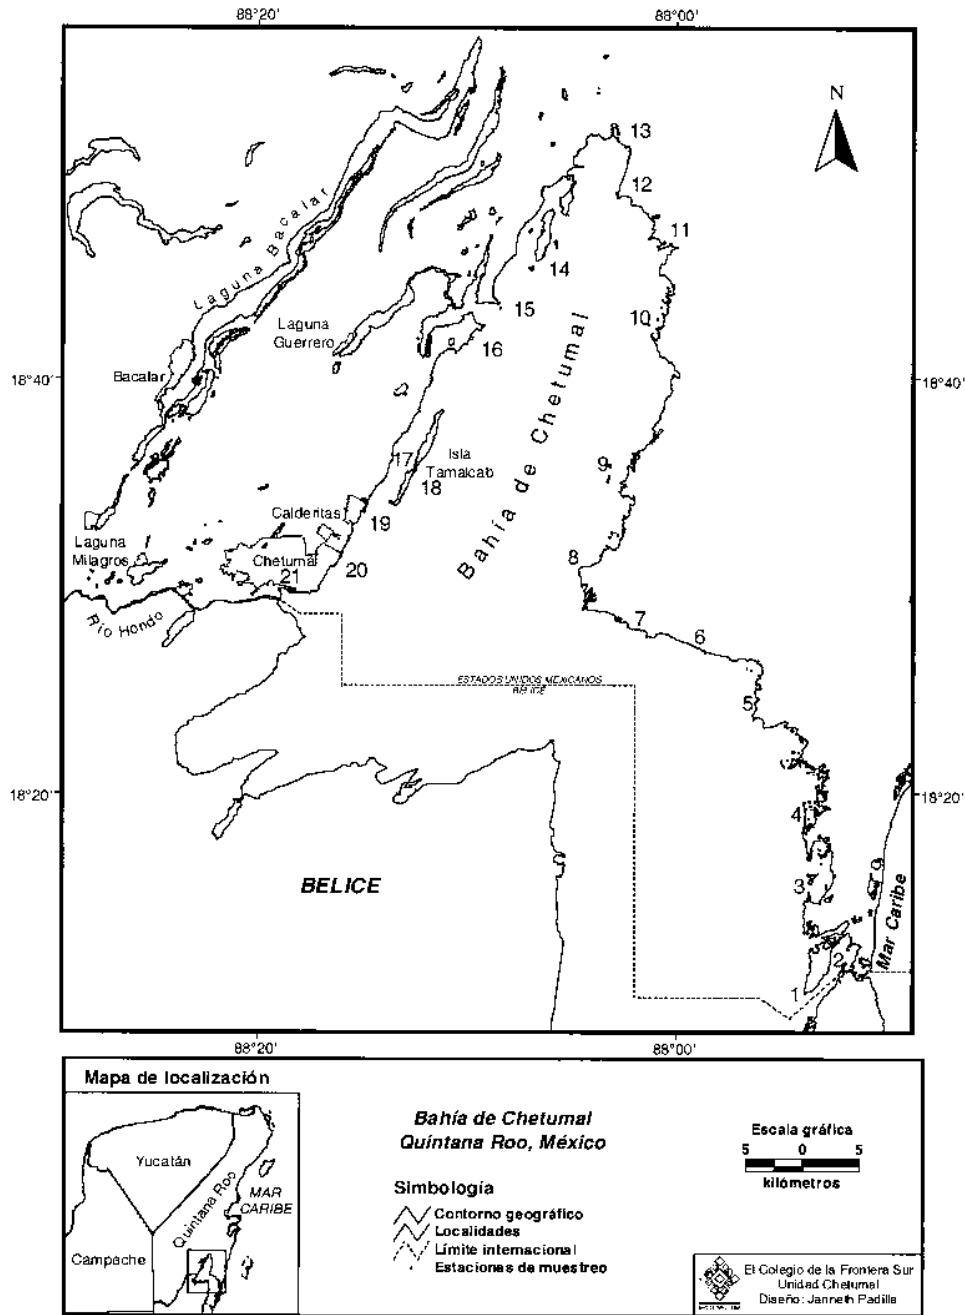 88°20'
88°00'
N
13
12
11
Laguna Bacalar
14
15
10
Laguna
Guerrero
16
Bahía de Chetumal
18°40'
18°40'
Bacalar
17
Isla
Tamalcab
18
9
Calderitas
19
Laguna
Milagros
Chetumal
20
21
8
Río Hondo
7
6
ESTADOS UNIDOS MEXICANOS
BELICE
5
18°20'
18°20'
4
BELICE
3
Mar Caribe
2
1
88°20'
88°00'
Mapa de localización
Yucatán
Quintana Roo
MAR
CARIBE
Campeche
Bahía de Chetumal
Quintana Roo, México
Simbología
Contorno geográfico
Localidades
Límite internacional
Estaciones de muestreo
Escala gráfica
5 0 5
kilómetros
El Colegio de la Frontera Sur
Unidad Chetumal
Diseño: Janneth Padilla